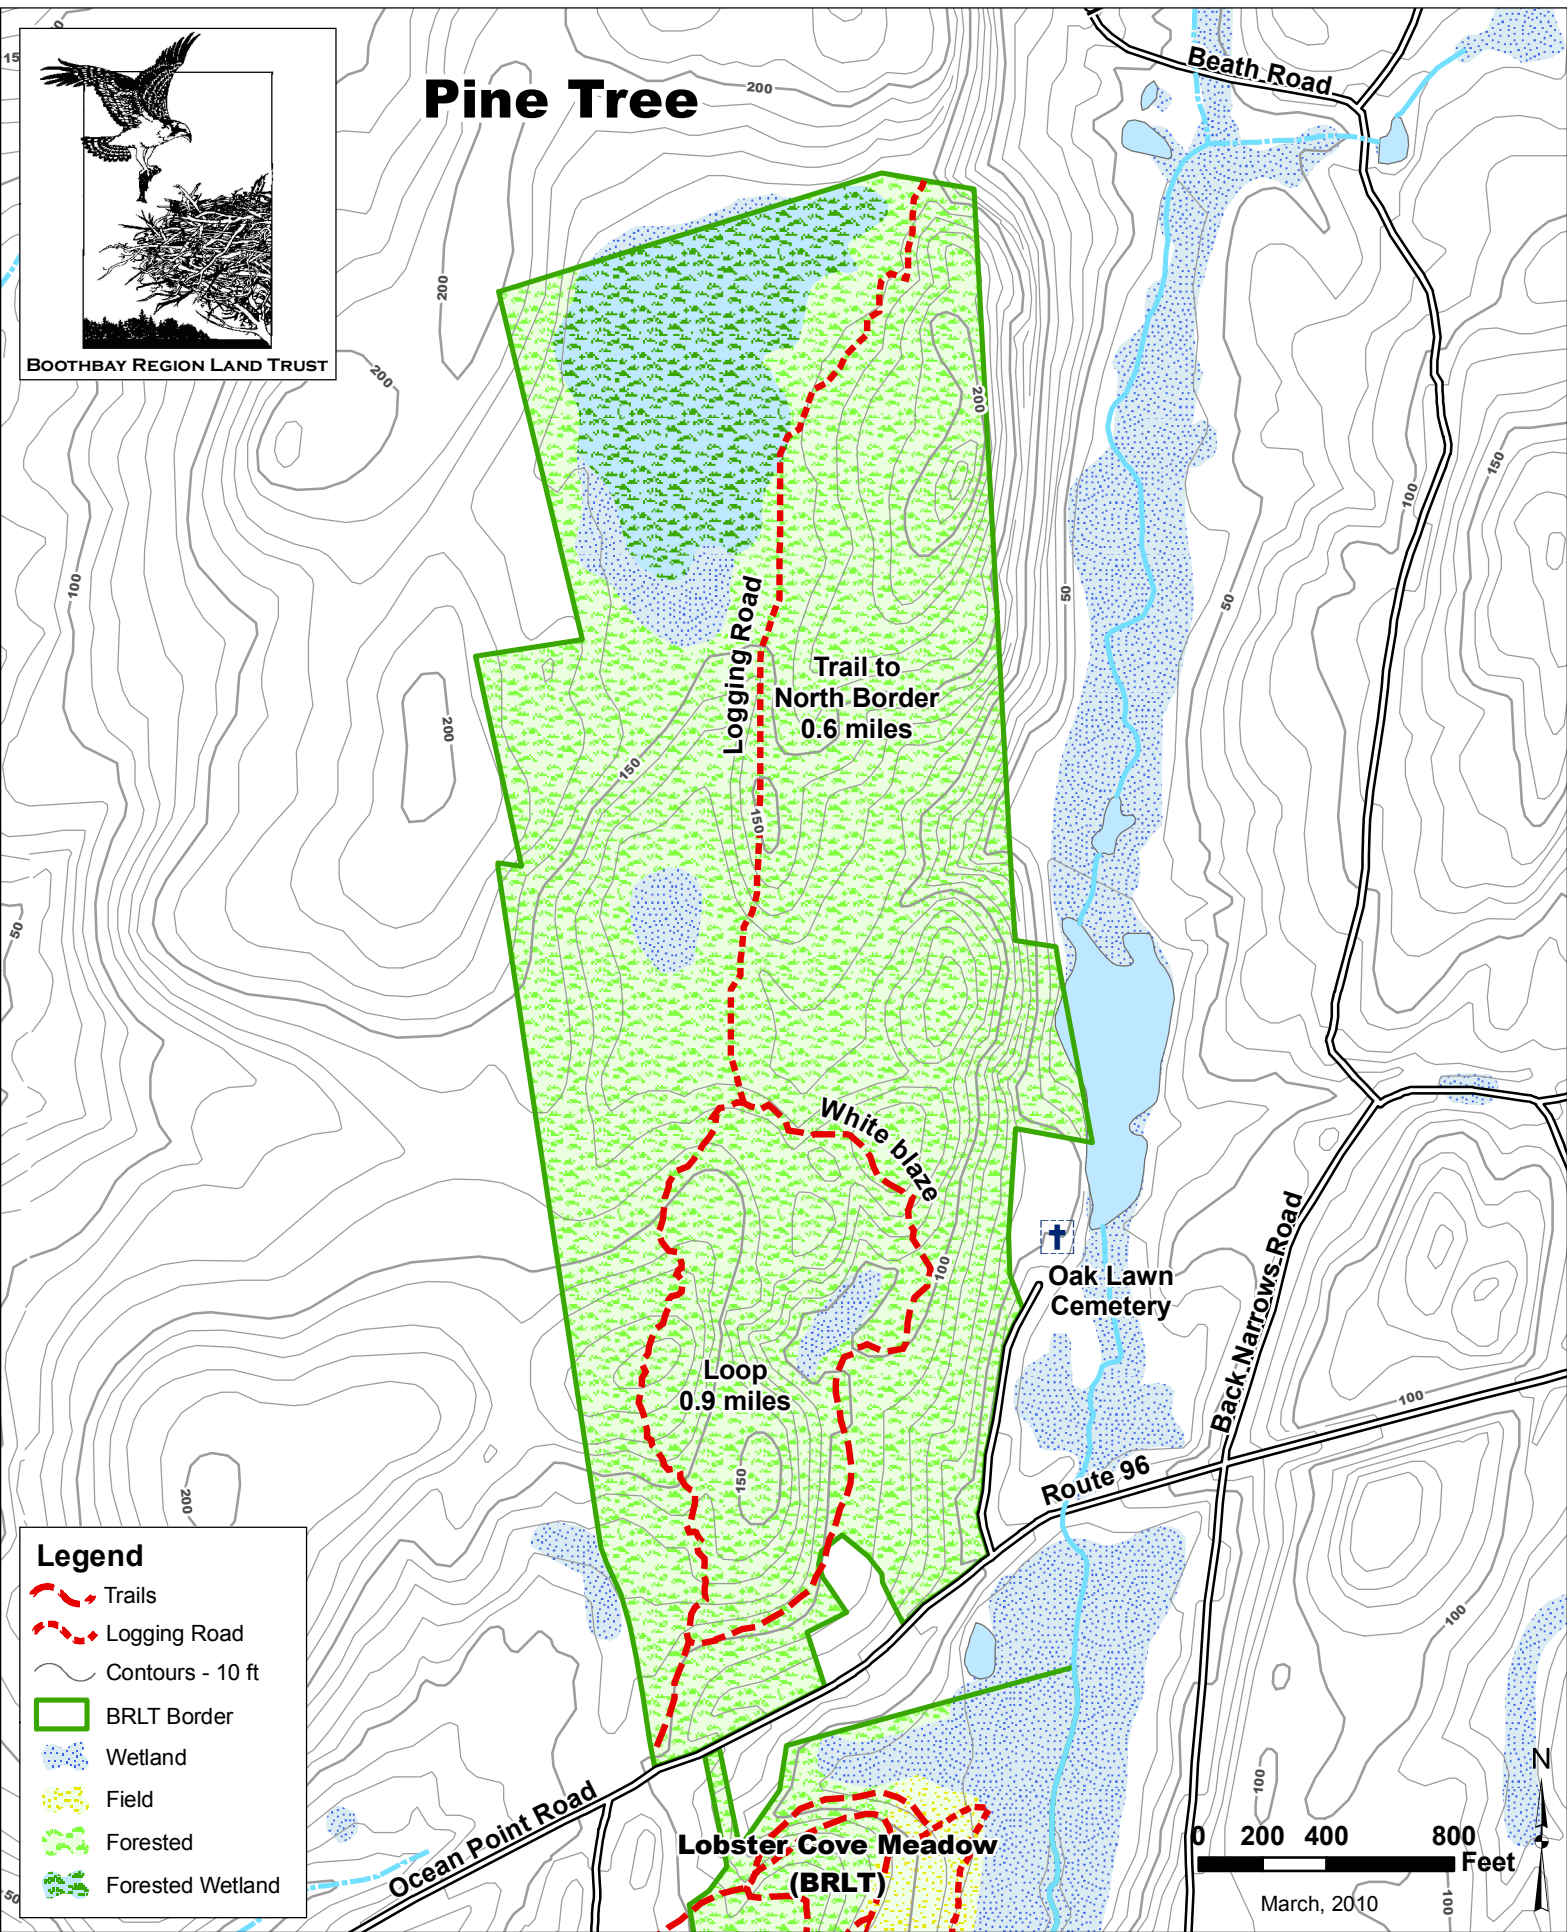 Pine Tree
BOOTHBAY REGION LAND TRUST
Beath Road
200
200
200
200
150
100
50
50
100
Logging Road
Trail to
North Border
0.6 miles
200
150
150
50
White blaze
100
Oak Lawn
Cemetery
Back Narrows Road
Loop
0.9 miles
150
100
Route 96
200
100
Legend
Trails
Logging Road
Contours - 10 ft
BRLT Border
Wetland
Field
Forested
Forested Wetland
Ocean Point Road
Lobster Cove Meadow
(BRLT)
100
N
0 200 400 800
Feet
March, 2010
100
50